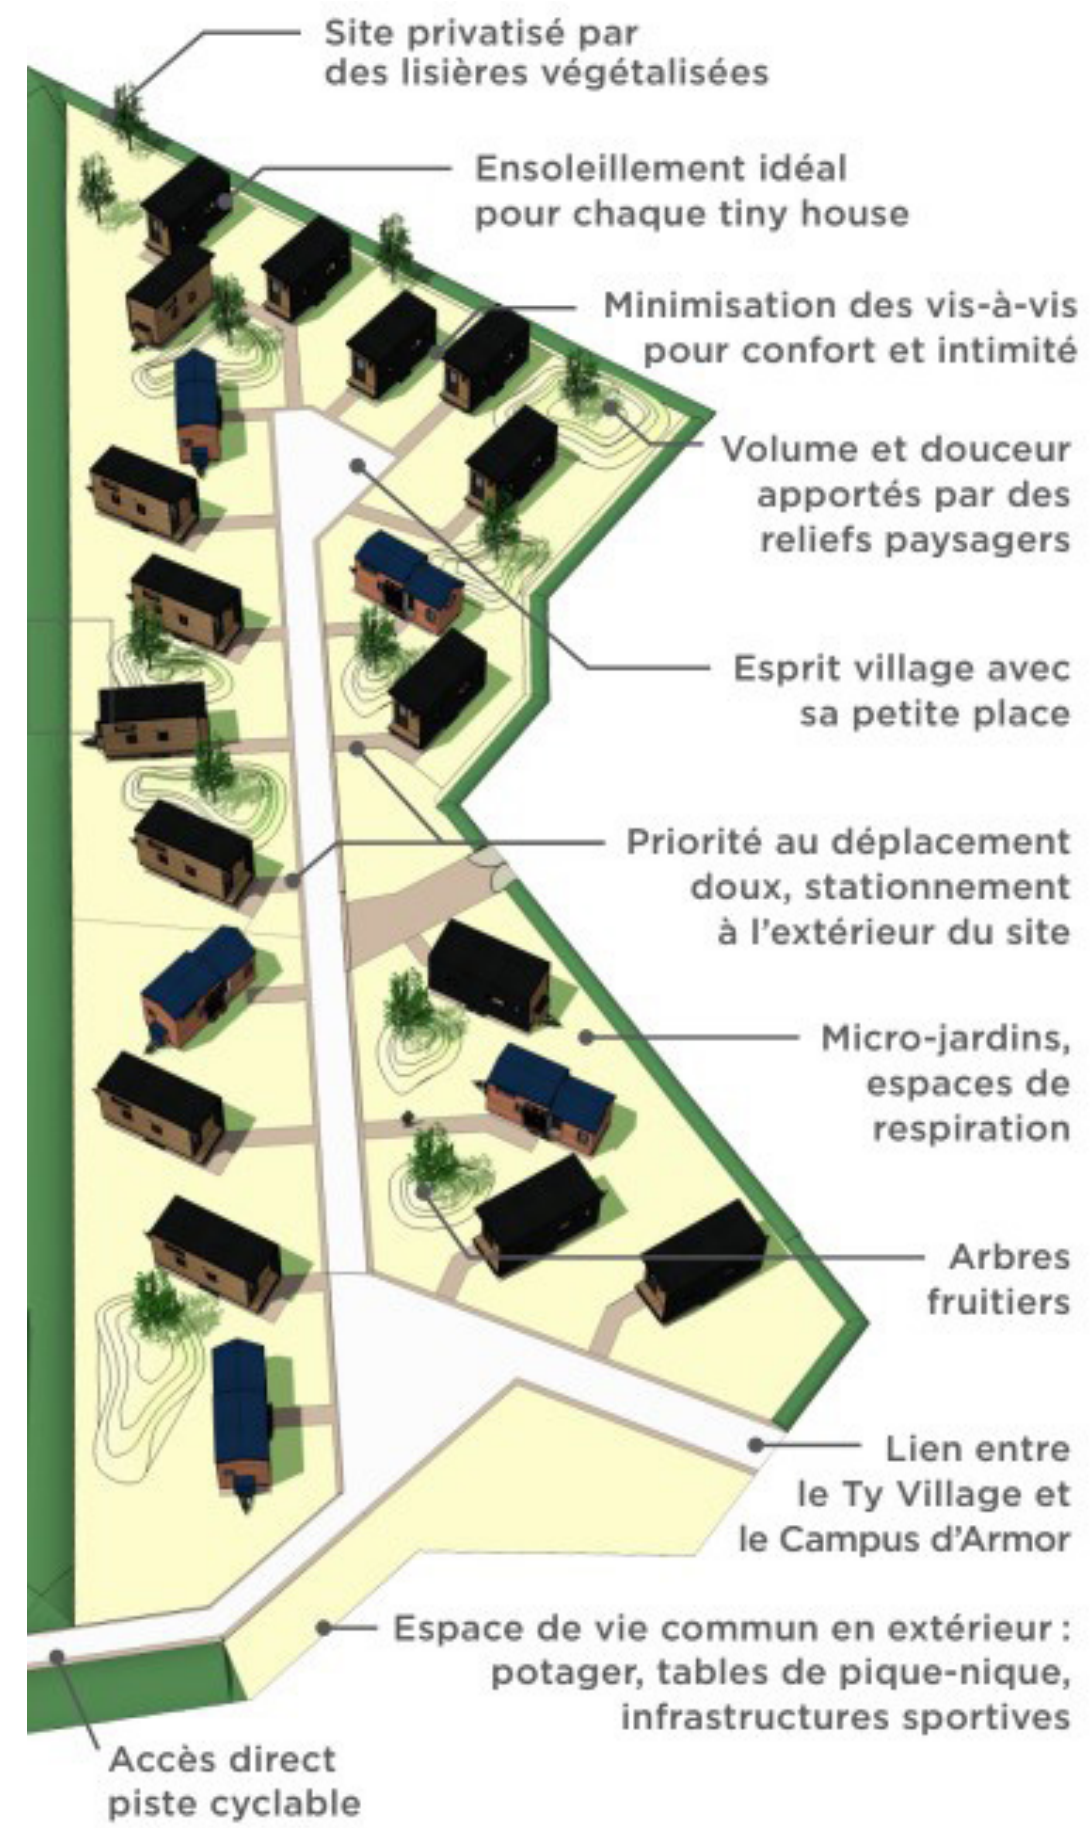 Site privatisé par
des lisières végétalisées
Ensoleillement idéal
pour chaque tiny house
Minimisation des vis-à-vis
pour confort et intimité
Volume et douceur
apportés par des
reliefs paysagers
Esprit village avec
sa petite place
Priorité au déplacement
doux, stationnement
à l'extérieur du site
Micro-jardins,
espaces de
respiration
Arbres
fruitiers
Lien entre
le Ty Village et
le Campus d'Armor
Espace de vie commun en extérieur :
potager, tables de pique-nique,
infrastructures sportives
Accès direct
piste cyclable